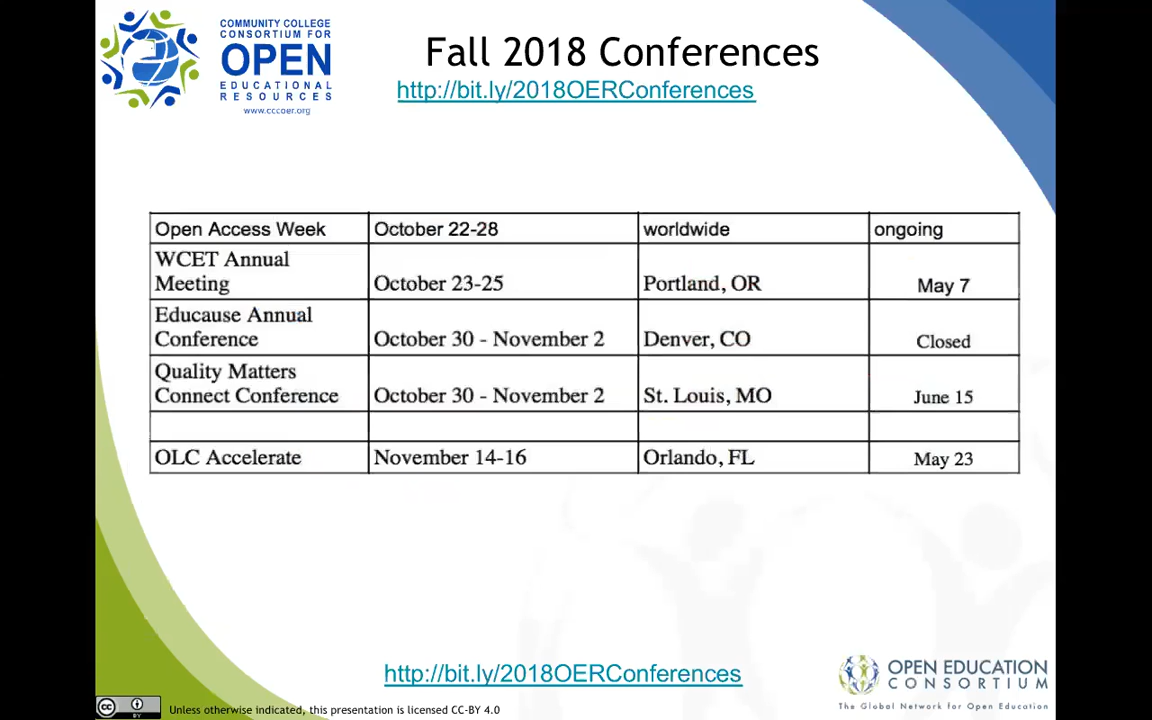 COMMUNITY COLLEGE
CONSORTIUM FOR
OPEN
EDUCATIONAL
RESOURCES
www.cccoer.org
Fall 2018 Conferences
http://bit.ly/2018OERConferences
Open Access Week October 22-28 worldwide ongoing
WCET Annual
Meeting October 23-25 Portland, OR May 7
Educause Annual
Conference October 30 - November 2 Denver, CO Closed
Quality Matters
Connect Conference October 30 - November 2 St. Louis, MO June 15
OLC Accelerate November 14-16 Orlando, FL May 23
http://bit.ly/2018OERConferences
OPEN EDUCATION
CONSORTIUM
The Global Network for Open Education
cc
BY
Unless otherwise indicated, this presentation is licensed CC-BY 4.0